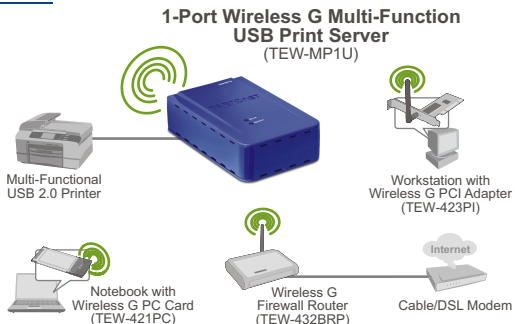 1-Port Wireless G Multi-Function
USB Print Server
(TEW-MP1U)
TRENDNET
Multi-Functional
USB 2.0 Printer
Workstation with
Wireless G PCI Adapter
(TEW-423PI)
Notebook with
Wireless G PC Card
(TEW-421PC)
Wireless G
Firewall Router
(TEW-432BRP)
Internet
Cable/DSL Modem